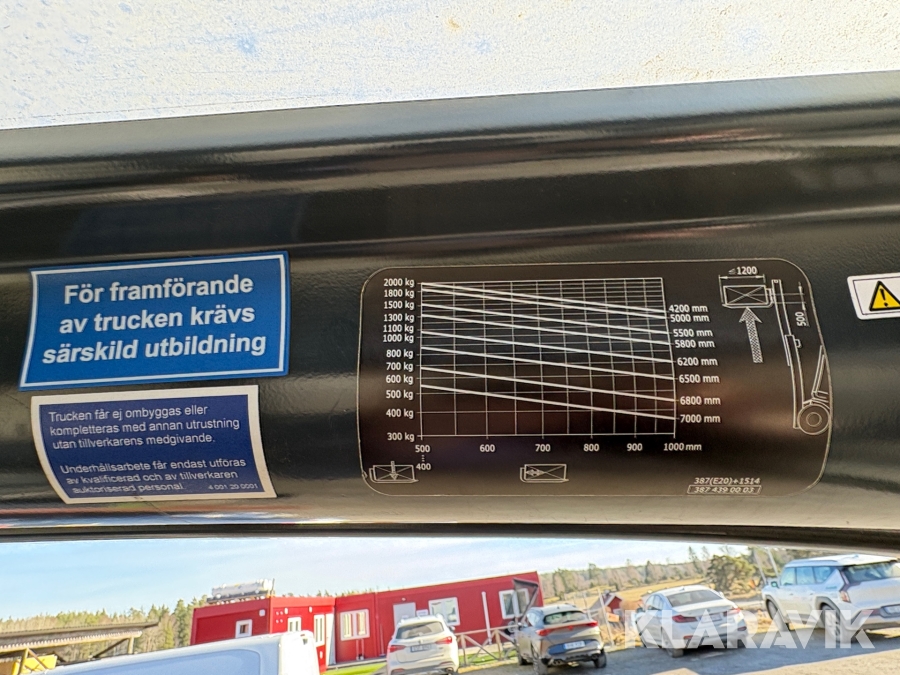 För framförande
av trucken krävs
särskild utbildning
Trucken får ej ombyggas eller
kompletteras med annan utrustning
utan tillverkarens medgivande.
Underhållsarbete får endast utföras
av kvalificerad och av tillverkaren
auktoriserad personal.
4 001 20 0001
2000 kg
1800 kg
1500 kg
1300 kg
1100 kg
1000 kg
800 kg
700 kg
600 kg
500 kg
400 kg
300 kg
4200 mm
5000 mm
5500 mm
5800 mm
6200 mm
6500 mm
6800 mm
7000 mm
500 600 700 800 900 1000 mm
400
≤ 1200
500
387(E20)+1514
387 439 00 03
KLARAVIK